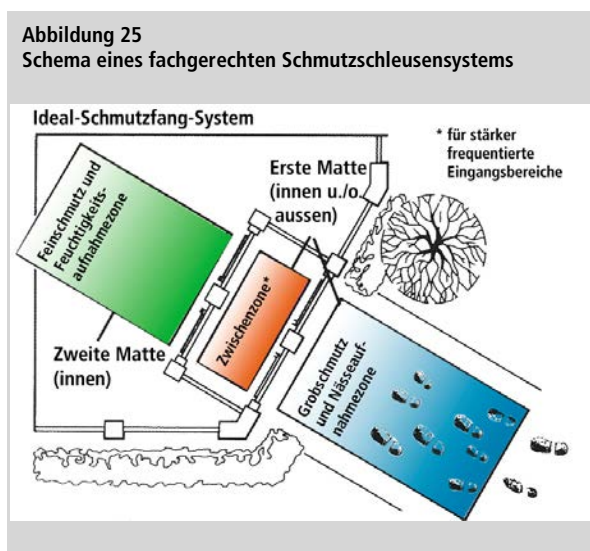 Abbildung 25
Schema eines fachgerechten Schmutzschleusensystems
Ideal-Schmutzfang-System
* für stärker
frequentierte
Eingangsbereiche
Erste Matte
(innen u./o.
aussen)
Feinschmutz und
Feuchtigkeits-
aufnahmezone
Zwischenzone*
Zweite Matte
(innen)
Grobschmutz
und Nässeauf-
nahmezone